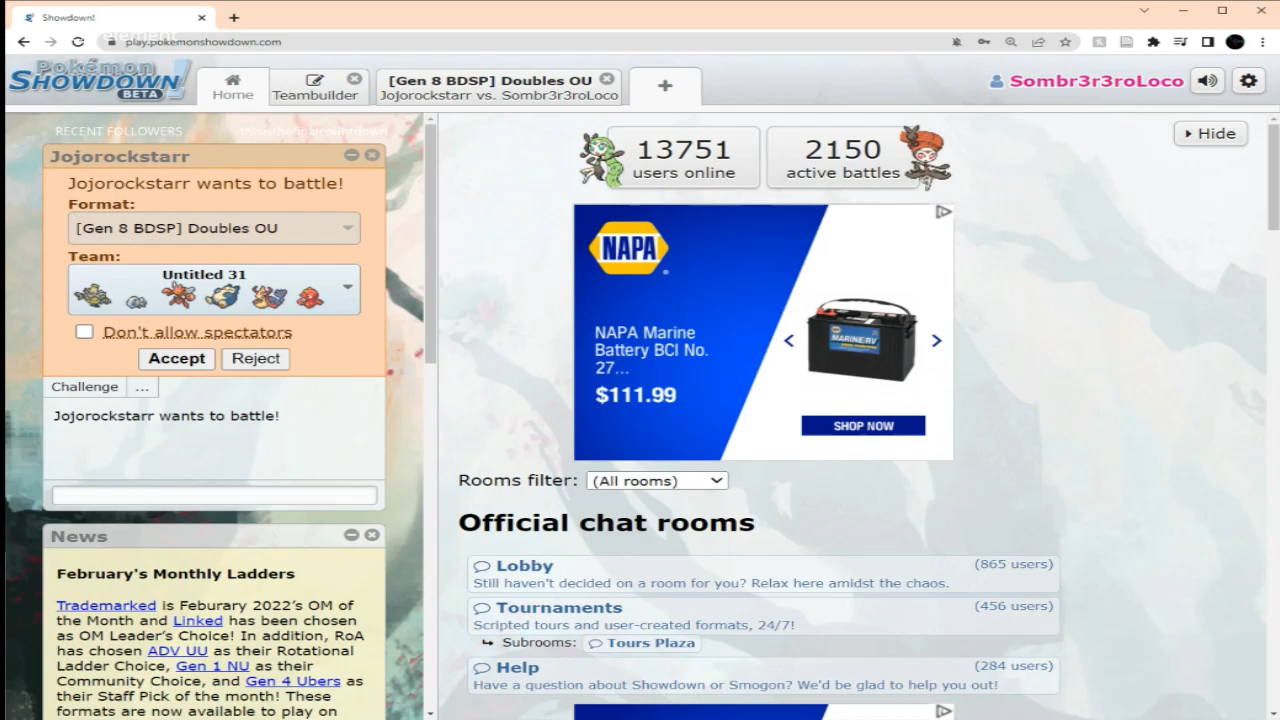 Showdown!
element
play.pokemonshowdown.com
Pokémon
SHOWDOWN!
BETA
Home
Teambuilder
[Gen 8 BDSP] Doubles OU
Jojorockstarr vs. Sombr3r3roLoco
Sombr3r3roLoco
RECENT FOLLOWERS
thisisthefinalcountdown
Jojorockstarr
Jojorockstarr wants to battle!
Format:
[Gen 8 BDSP] Doubles OU
Team:
Untitled 31
Don't allow spectators
Accept Reject
Challenge ...
Jojorockstarr wants to battle!
News
February's Monthly Ladders
Trademarked is Feburary 2022's OM of
the Month and Linked has been chosen
as OM Leader's Choice! In addition, RoA
has chosen ADV UU as their Rotational
Ladder Choice, Gen 1 NU as their
Community Choice, and Gen 4 Ubers as
their Staff Pick of the month! These
formats are now available to play on
13751
users online
2150
active battles
Hide
NAPA
NAPA Marine
Battery BCI No.
27...
$111.99
NAPA
MARINE/RV
SHOP NOW
Rooms filter: (All rooms)
Official chat rooms
Lobby (865 users)
Still haven't decided on a room for you? Relax here amidst the chaos.
Tournaments (456 users)
Scripted tours and user-created formats, 24/7!
Subrooms: Tours Plaza
Help (284 users)
Have a question about Showdown or Smogon? We'd be glad to help you out!